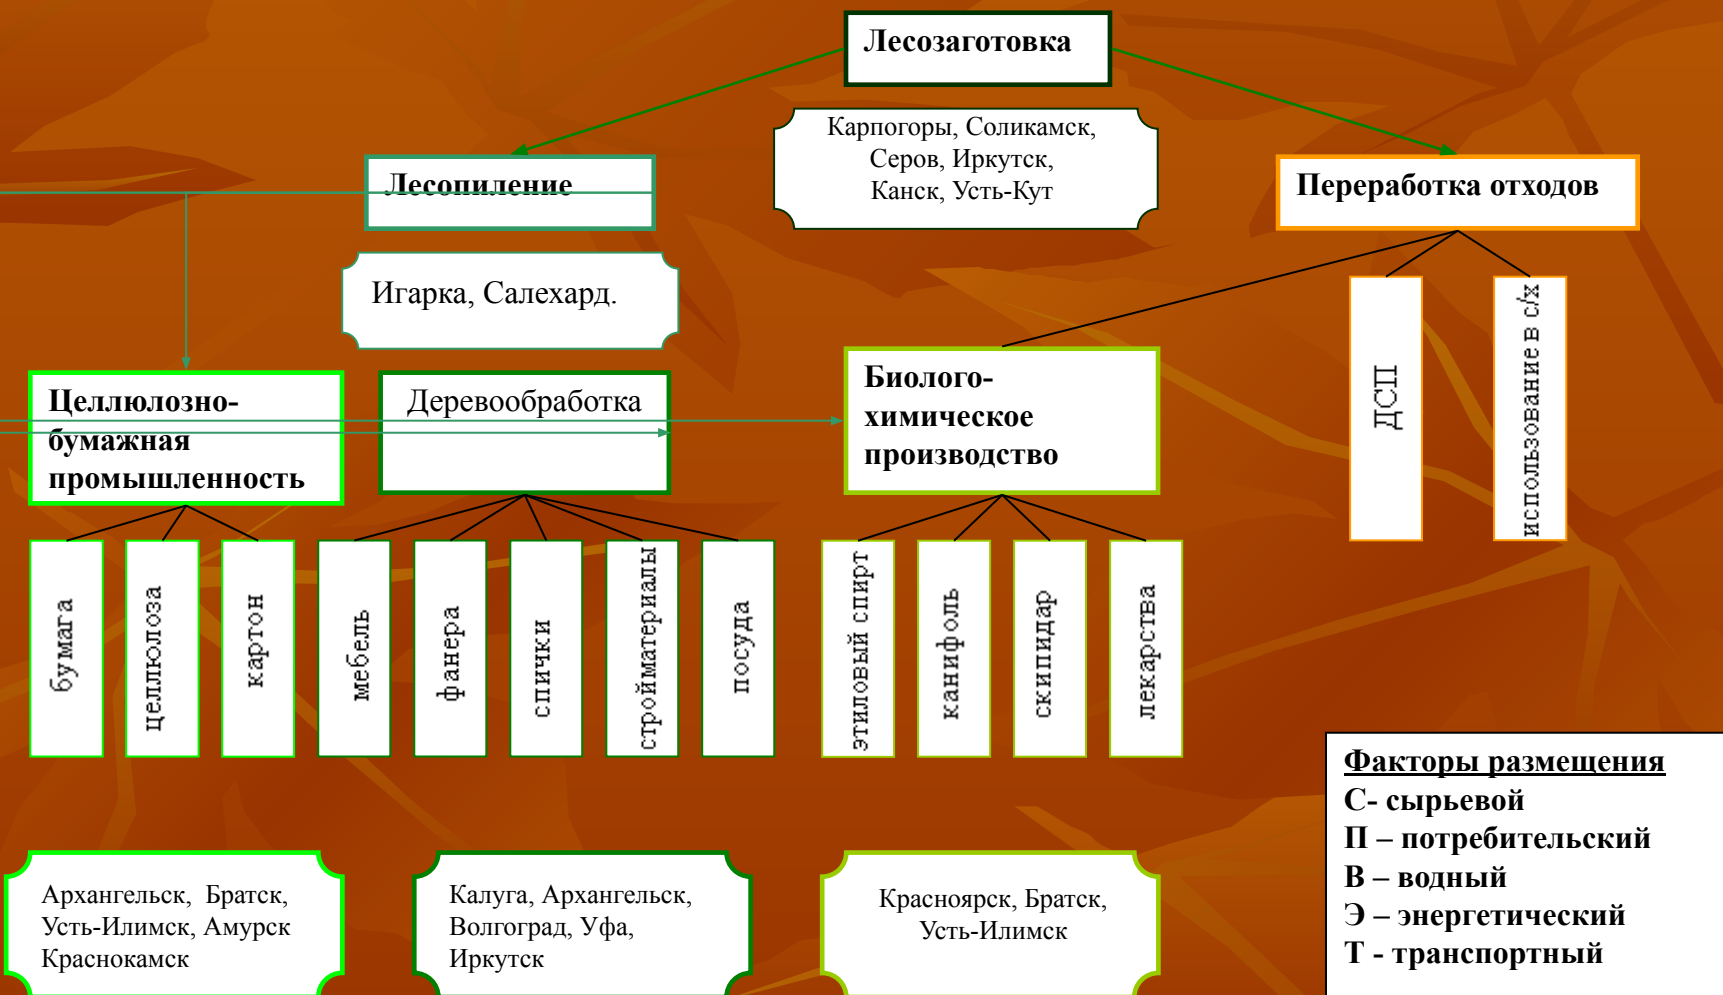 Лесозаготовка
Карпогоры, Соликамск,
Серов, Иркутск,
Канск, Усть-Кут
Лесопиление
Переработка отходов
Игарка, Салехард.
ДСП
использование в с/х
Целлюлозно-
бумажная
промышленность
Деревообработка
Биолого-
химическое
производство
бумага
целлюлоза
картон
мебель
фанера
спички
стройматериалы
посуда
этиловый спирт
канифоль
скипидар
лекарства
Архангельск, Братск,
Усть-Илимск, Амурск
Краснокамск
Калуга, Архангельск,
Волгоград, Уфа,
Иркутск
Красноярск, Братск,
Усть-Илимск
Факторы размещения
С- сырьевой
П – потребительский
В – водный
Э – энергетический
Т - транспортный